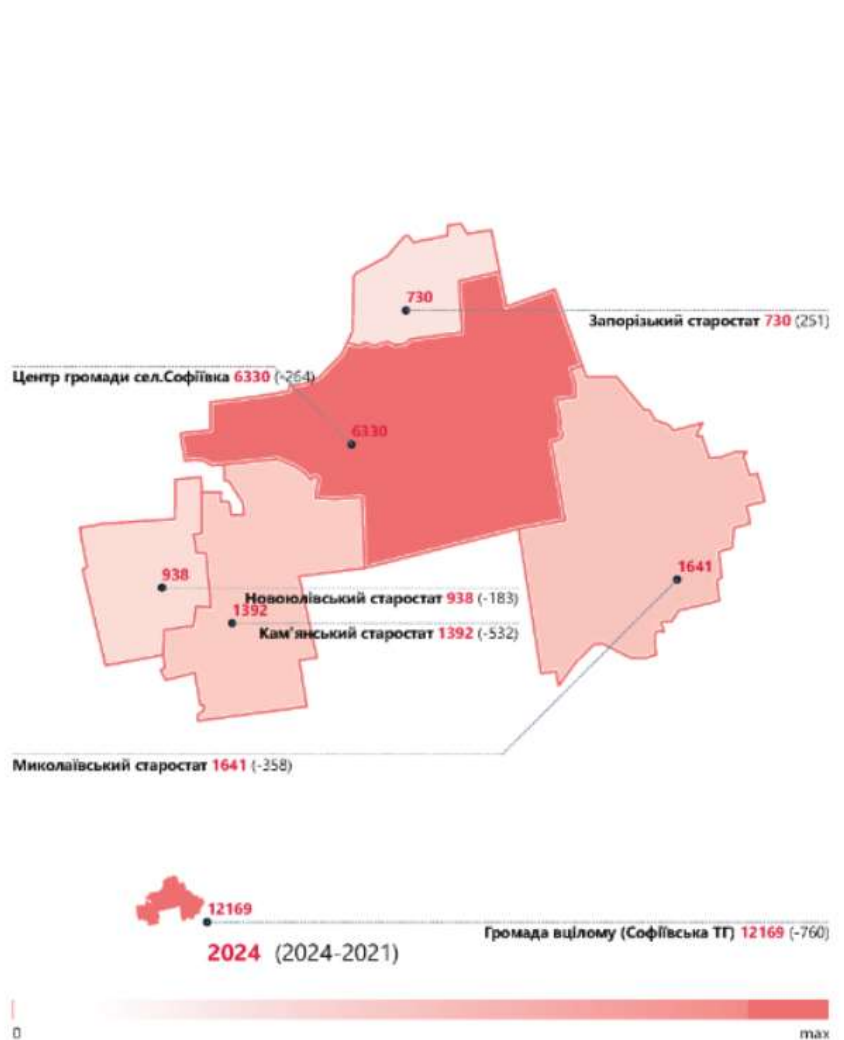 730
Запорізький старостат 730 (251)
Центр громади сел.Софіївка 6330 (-264)
6330
1641
938
Новоюлівський старостат 938 (-183)
1392
Кам'янський старостат 1392 (-532)
Миколаївський старостат 1641 (-358)
12169
Громада вцілому (Софіївська ТГ) 12169 (-760)
2024 (2024-2021)
0
max